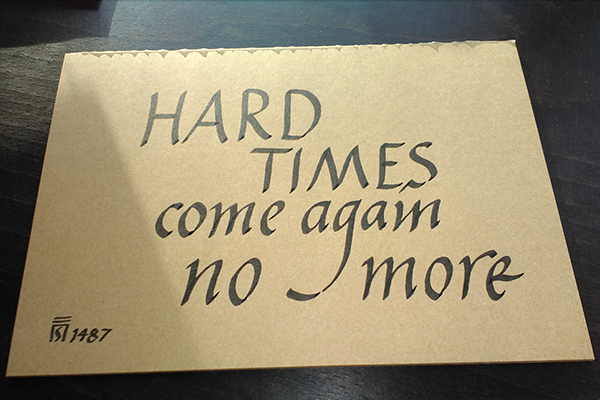 HARD
TIMES
come again
no more
1487